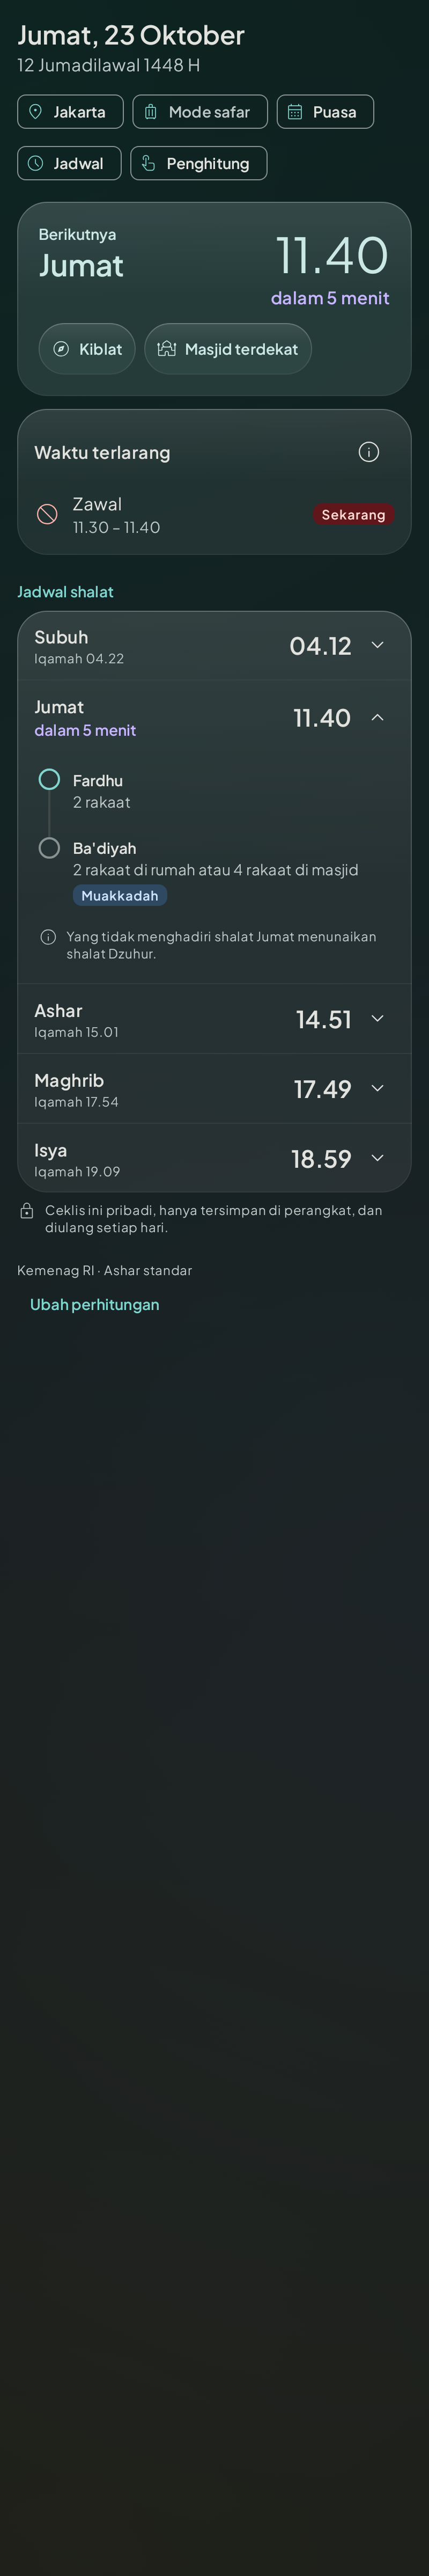 Jumat, 23 Oktober
12 Jumadilawal 1448 H
Jakarta
Mode safar
Puasa
Jadwal
Penghitung
Berikutnya
Jumat
11.40
dalam 5 menit
Kiblat
Masjid terdekat
Waktu terlarang
Zawal
11.30 – 11.40
Sekarang
Jadwal shalat
Subuh
Iqamah 04.22
04.12
Jumat
dalam 5 menit
11.40
Fardhu
2 rakaat
Ba'diyah
2 rakaat di rumah atau 4 rakaat di masjid
Muakkadah
Yang tidak menghadiri shalat Jumat menunaikan
shalat Dzuhur.
Ashar
Iqamah 15.01
14.51
Maghrib
Iqamah 17.54
17.49
Isya
Iqamah 19.09
18.59
Ceklis ini pribadi, hanya tersimpan di perangkat, dan
diulang setiap hari.
Kemenag RI · Ashar standar
Ubah perhitungan